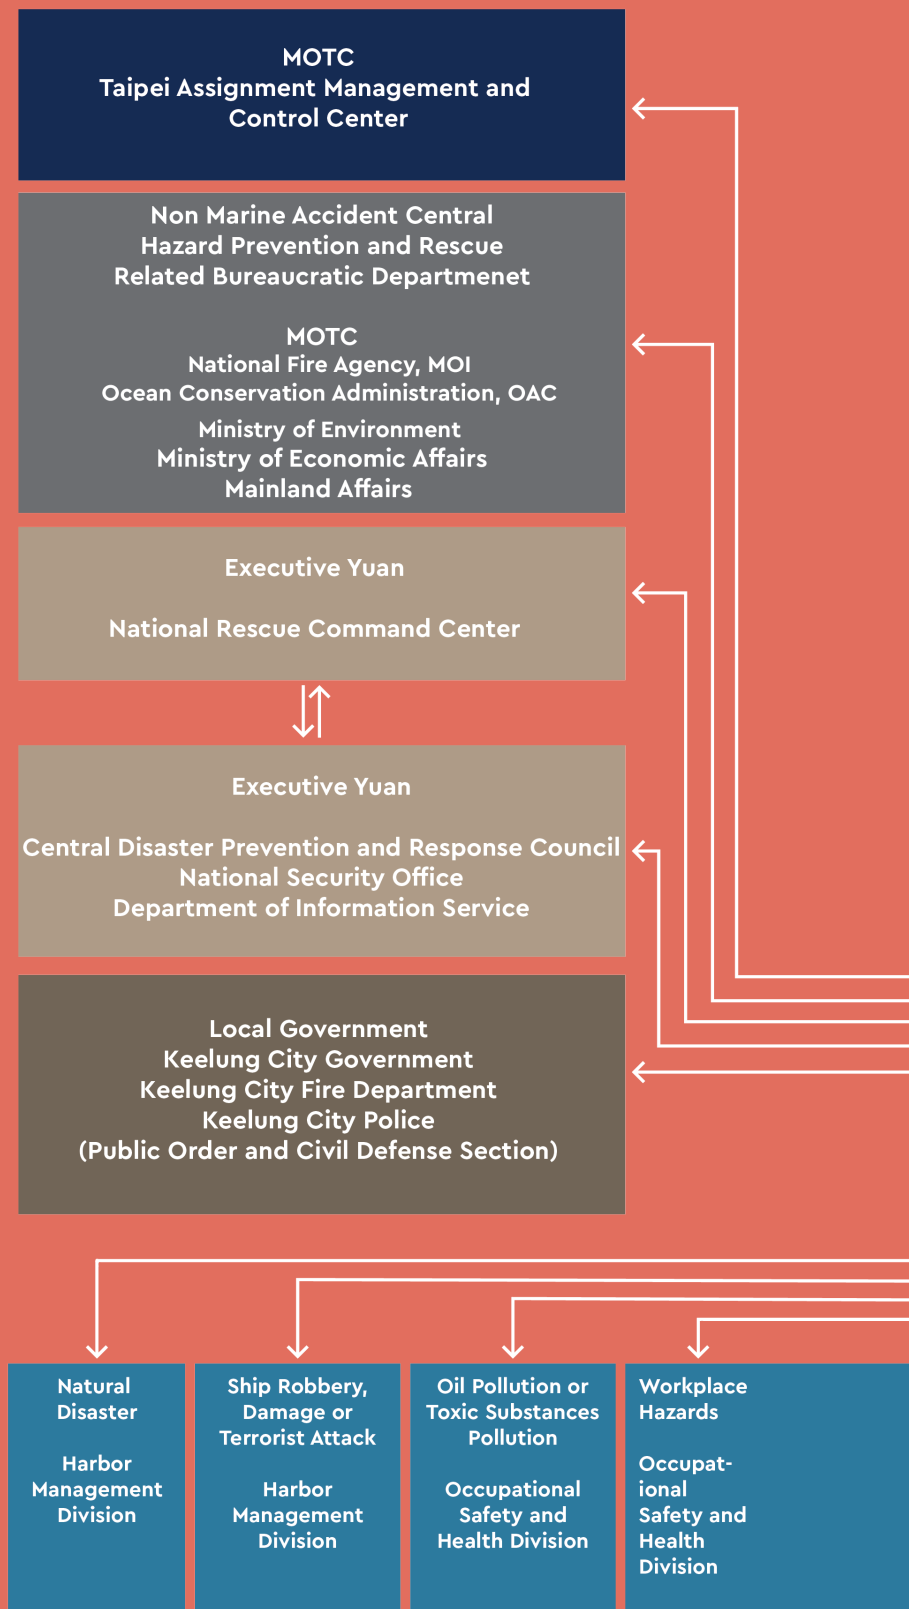 MOTC
Taipei Assignment Management and
Control Center
Non Marine Accident Central
Hazard Prevention and Rescue
Related Bureaucratic Departmenet
MOTC
National Fire Agency, MOI
Ocean Conservation Administration, OAC
Ministry of Environment
Ministry of Economic Affairs
Mainland Affairs
Executive Yuan
National Rescue Command Center
Executive Yuan
Central Disaster Prevention and Response Council
National Security Office
Department of Information Service
Local Government
Keelung City Government
Keelung City Fire Department
Keelung City Police
(Public Order and Civil Defense Section)
Natural
Disaster
Harbor
Management
Division
Ship Robbery,
Damage or
Terrorist Attack
Harbor
Management
Division
Oil Pollution or
Toxic Substances
Pollution
Occupational
Safety and
Health Division
Workplace
Hazards
Occupat-
ional
Safety and
Health
Division